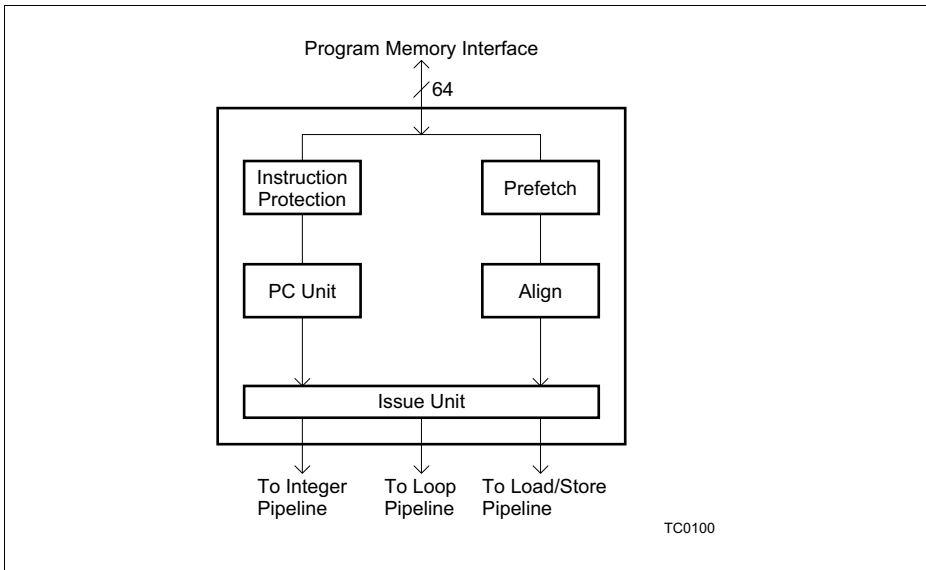 Program Memory Interface
64
Instruction
Protection
Prefetch
PC Unit
Align
Issue Unit
To Integer
Pipeline
To Loop
Pipeline
To Load/Store
Pipeline
TC0100